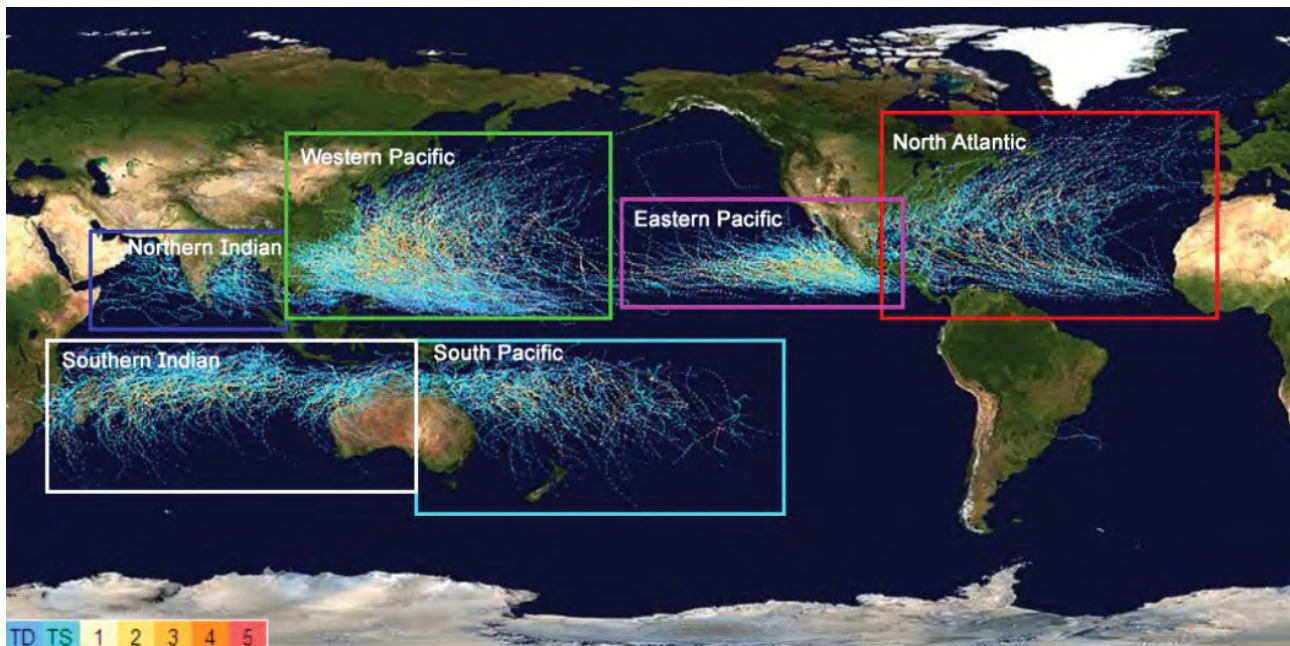 Western Pacific
North Atlantic
Eastern Pacific
Northern Indian
Southern Indian
South Pacific
TD TS 1 2 3 4 5